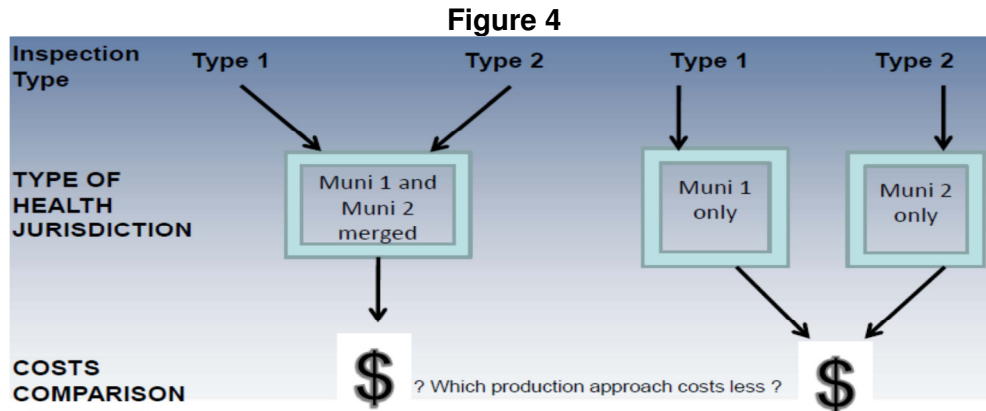 Figure 4
Inspection
Type
Type 1
Type 2
Type 1
Type 2
TYPE OF
HEALTH
JURISDICTION
Muni 1 and
Muni 2
merged
Muni 1
only
Muni 2
only
COSTS
COMPARISON
$
? Which production approach costs less ?
$